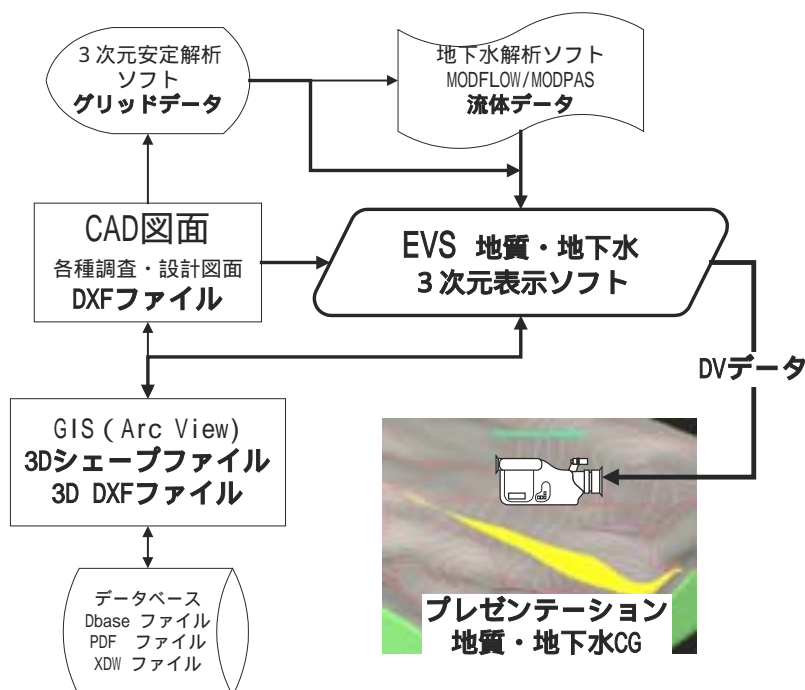 3次元安定解析
ソフト
グリッドデータ
地下水解析ソフト
MODFLOW/MODPAS
流体データ
CAD図面
各種調査・設計図面
DXFファイル
EVS 地質・地下水
3次元表示ソフト
DVデータ
GIS(Arc View)
3Dシェープファイル
3D DXFファイル
データベース
Dbase ファイル
PDF ファイル
XDW ファイル
プレゼンテーション
地質・地下水CG